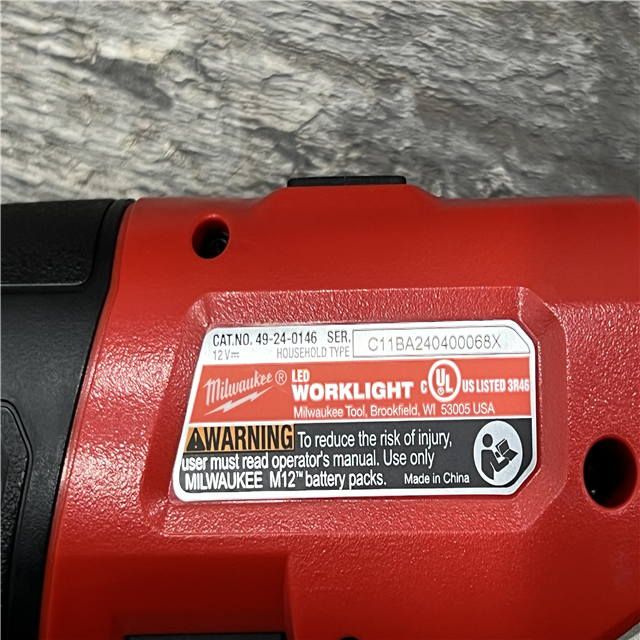 CAT.NO. 49-24-0146 SER. C11BA240400068X
12V⎓ HOUSEHOLD TYPE
Milwaukee® LED
WORKLIGHT C UL US LISTED 3R46
Milwaukee Tool, Brookfield, WI 53005 USA
⚠WARNING To reduce the risk of injury,
user must read operator's manual. Use only
MILWAUKEE M12™ battery packs. Made in China